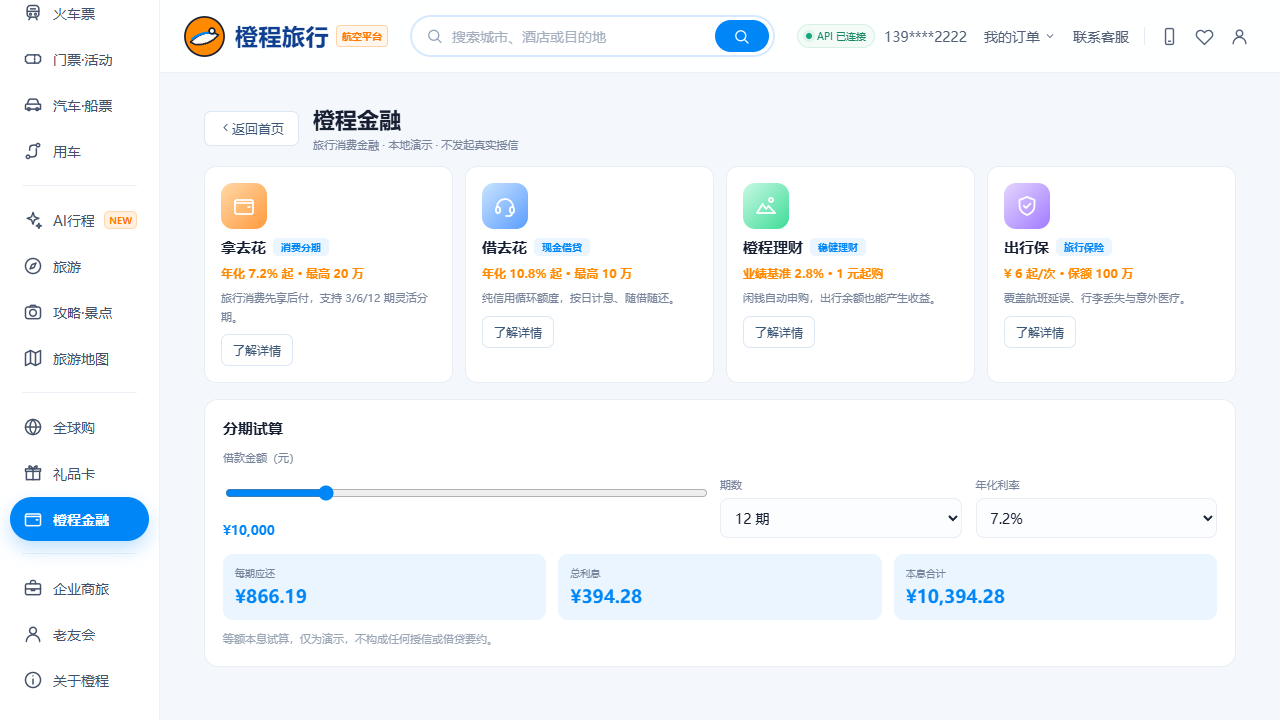 火车票
门票·活动
汽车·船票
用车
AI行程 NEW
旅游
攻略·景点
旅游地图
全球购
礼品卡
橙程金融
企业商旅
老友会
关于橙程
橙程旅行 航空平台
搜索城市、酒店或目的地
API 已连接 139****2222 我的订单 联系客服
返回首页
橙程金融
旅行消费金融 · 本地演示 · 不发起真实授信
拿去花 消费分期
年化 7.2% 起 • 最高 20 万
旅行消费先享后付，支持 3/6/12 期灵活分
期。
了解详情
借去花 现金借贷
年化 10.8% 起 • 最高 10 万
纯信用循环额度，按日计息、随借随还。
了解详情
橙程理财 稳健理财
业绩基准 2.8% • 1 元起购
闲钱自动申购，出行余额也能产生收益。
了解详情
出行保 旅行保险
¥ 6 起/次 • 保额 100 万
覆盖航班延误、行李丢失与意外医疗。
了解详情
分期试算
借款金额（元）
¥10,000
期数
12 期
年化利率
7.2%
每期应还
¥866.19
总利息
¥394.28
本息合计
¥10,394.28
等额本息试算，仅为演示，不构成任何授信或借贷要约。